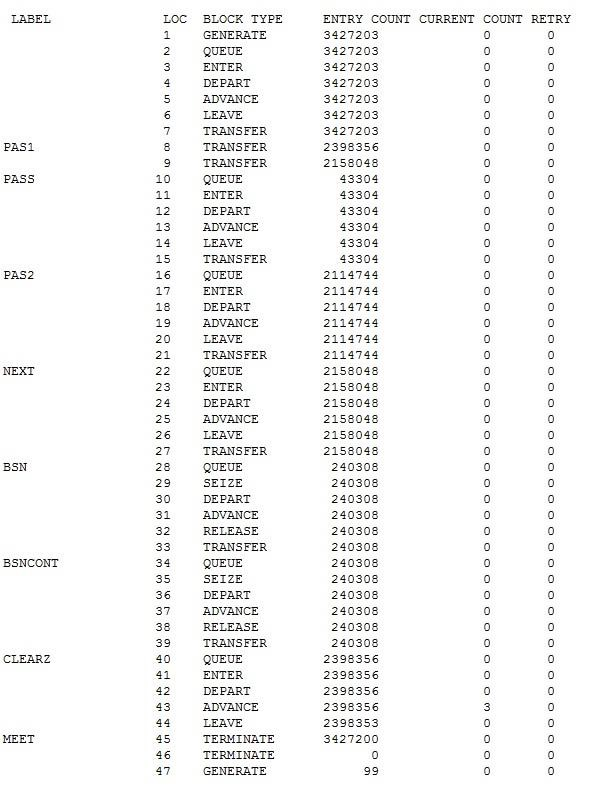 LABEL LOC BLOCK TYPE ENTRY COUNT CURRENT COUNT RETRY
1 GENERATE 3427203 0 0
2 QUEUE 3427203 0 0
3 ENTER 3427203 0 0
4 DEPART 3427203 0 0
5 ADVANCE 3427203 0 0
6 LEAVE 3427203 0 0
7 TRANSFER 3427203 0 0
PAS1 8 TRANSFER 2398356 0 0
9 TRANSFER 2158048 0 0
PASS 10 QUEUE 43304 0 0
11 ENTER 43304 0 0
12 DEPART 43304 0 0
13 ADVANCE 43304 0 0
14 LEAVE 43304 0 0
15 TRANSFER 43304 0 0
PAS2 16 QUEUE 2114744 0 0
17 ENTER 2114744 0 0
18 DEPART 2114744 0 0
19 ADVANCE 2114744 0 0
20 LEAVE 2114744 0 0
21 TRANSFER 2114744 0 0
NEXT 22 QUEUE 2158048 0 0
23 ENTER 2158048 0 0
24 DEPART 2158048 0 0
25 ADVANCE 2158048 0 0
26 LEAVE 2158048 0 0
27 TRANSFER 2158048 0 0
BSN 28 QUEUE 240308 0 0
29 SEIZE 240308 0 0
30 DEPART 240308 0 0
31 ADVANCE 240308 0 0
32 RELEASE 240308 0 0
33 TRANSFER 240308 0 0
BSNCONT 34 QUEUE 240308 0 0
35 SEIZE 240308 0 0
36 DEPART 240308 0 0
37 ADVANCE 240308 0 0
38 RELEASE 240308 0 0
39 TRANSFER 240308 0 0
CLEARZ 40 QUEUE 2398356 0 0
41 ENTER 2398356 0 0
42 DEPART 2398356 0 0
43 ADVANCE 2398356 3 0
44 LEAVE 2398353 0 0
MEET 45 TERMINATE 3427200 0 0
46 TERMINATE 0 0 0
47 GENERATE 99 0 0